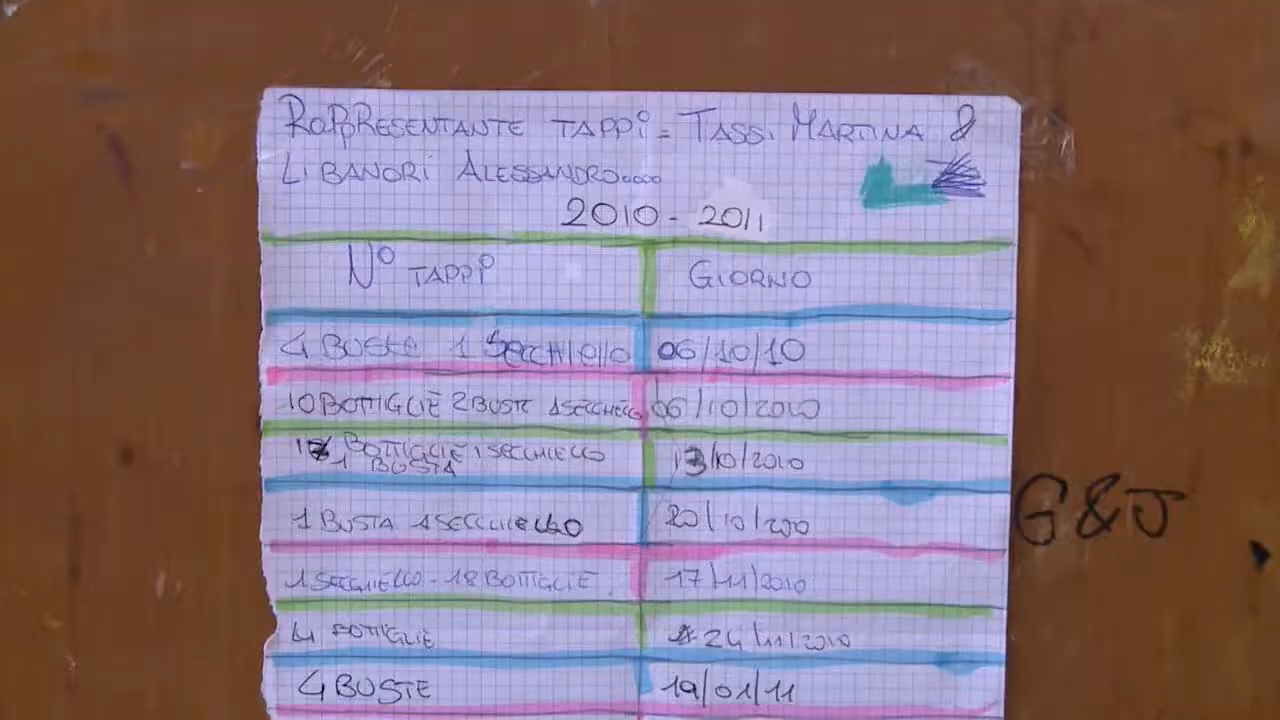 RAPPRESENTANTE TAPPI = TASSI MARTINA &
LIBANORI ALESSANDRO....
2010 - 2011
N° TAPPI GIORNO
4 BUSTE 1 SECCHIELLO 06/10/10
10 BOTTIGLIE 2 BUSTE 1 SECCHIELLO 06/10/2010
BOTTIGLIE 1 SECCHIELLO
1 BUSTA 13/10/2010
1 BUSTA 1 SECCHIELLO 20/10/200
1 SECCHIELLO - 18 BOTTIGLIE 17/11/2010
4 BOTTIGLIE 24/11/2010
4 BUSTE 19/01/11
G&J